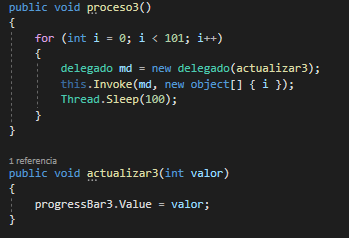 public void proceso3()
{
for (int i = 0; i < 101; i++)
{
delegado md = new delegado(actualizar3);
this.Invoke(md, new object[] { i });
Thread.Sleep(100);
}
}
1 referencia
public void actualizar3(int valor)
{
progressBar3.Value = valor;
}